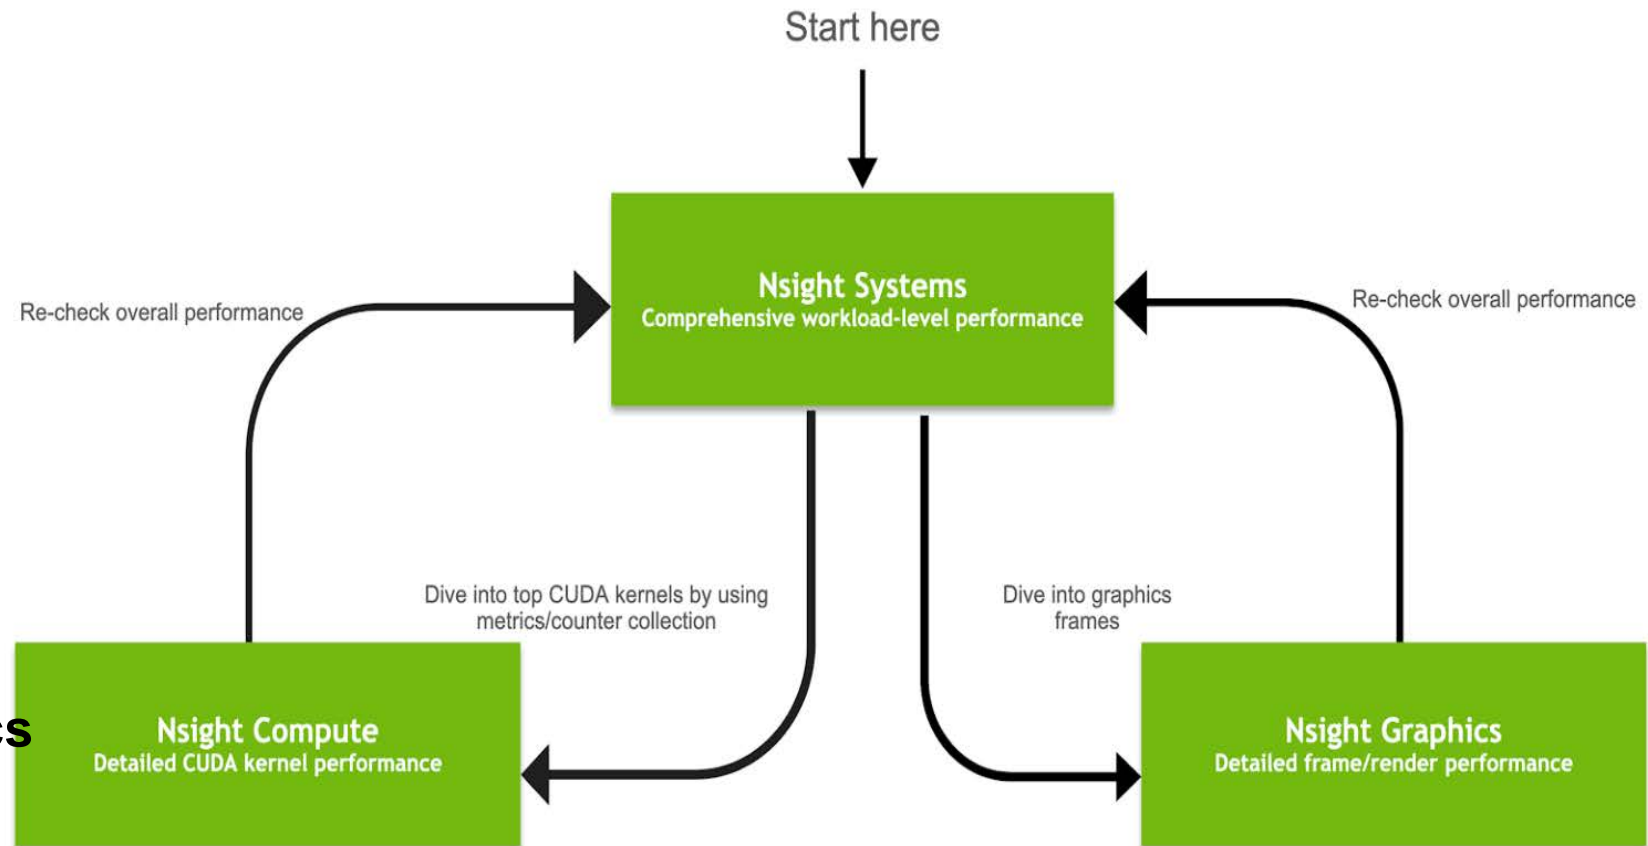 Start here
Nsight Systems
Comprehensive workload-level performance
Re-check overall performance
Re-check overall performance
Dive into top CUDA kernels by using
metrics/counter collection
Dive into graphics
frames
Nsight Compute
Detailed CUDA kernel performance
Nsight Graphics
Detailed frame/render performance